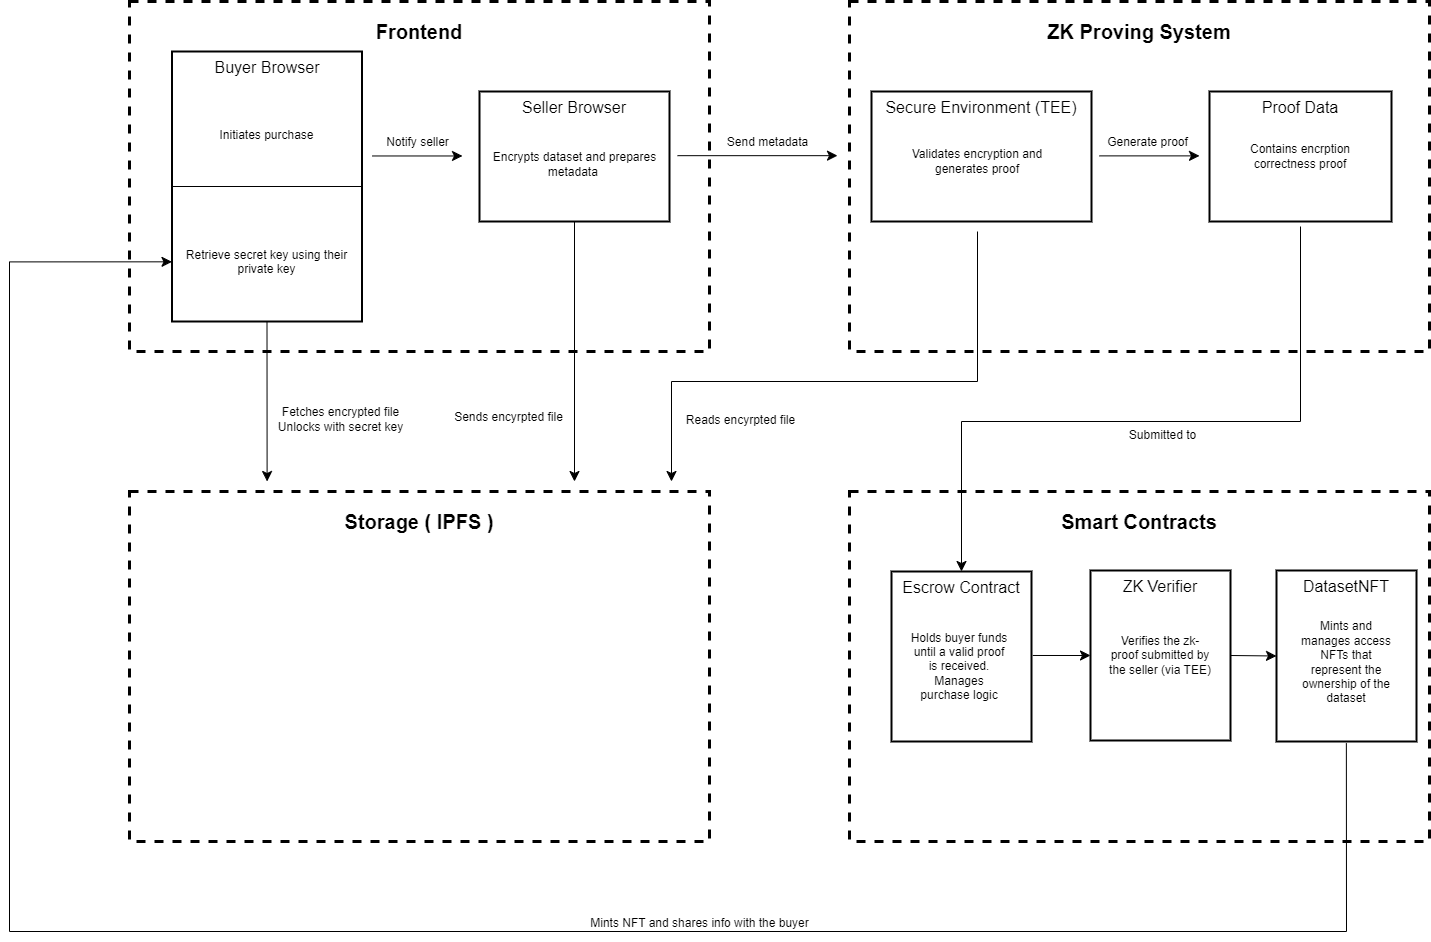 Frontend
Buyer Browser
Initiates purchase
Retrieve secret key using their
private key
Notify seller
Seller Browser
Encrypts dataset and prepares
metadata
Send metadata
ZK Proving System
Secure Environment (TEE)
Validates encryption and
generates proof
Generate proof
Proof Data
Contains encrption
correctness proof
Fetches encrypted file
Unlocks with secret key
Sends encyrpted file
Reads encyrpted file
Submitted to
Storage ( IPFS )
Smart Contracts
Escrow Contract
Holds buyer funds
until a valid proof
is received.
Manages
purchase logic
ZK Verifier
Verifies the zk-
proof submitted by
the seller (via TEE)
DatasetNFT
Mints and
manages access
NFTs that
represent the
ownership of the
dataset
Mints NFT and shares info with the buyer